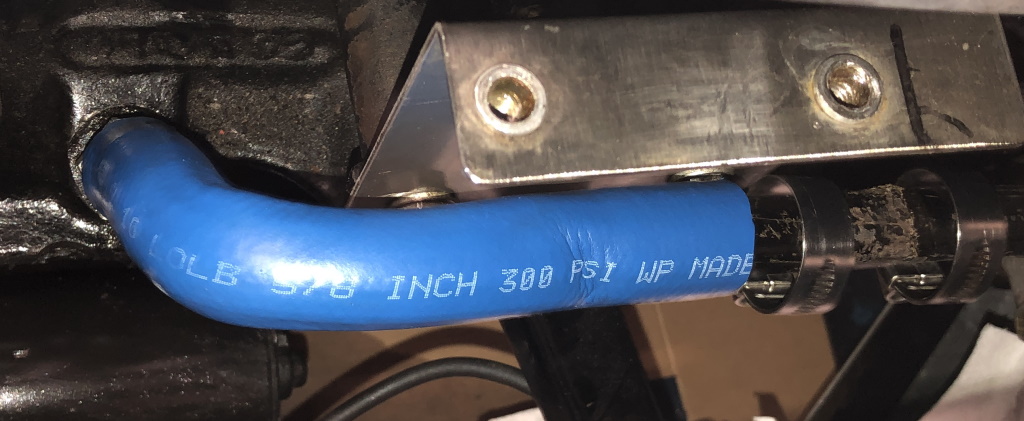 LOLB 5/8 INCH 300 PSI WP MADE